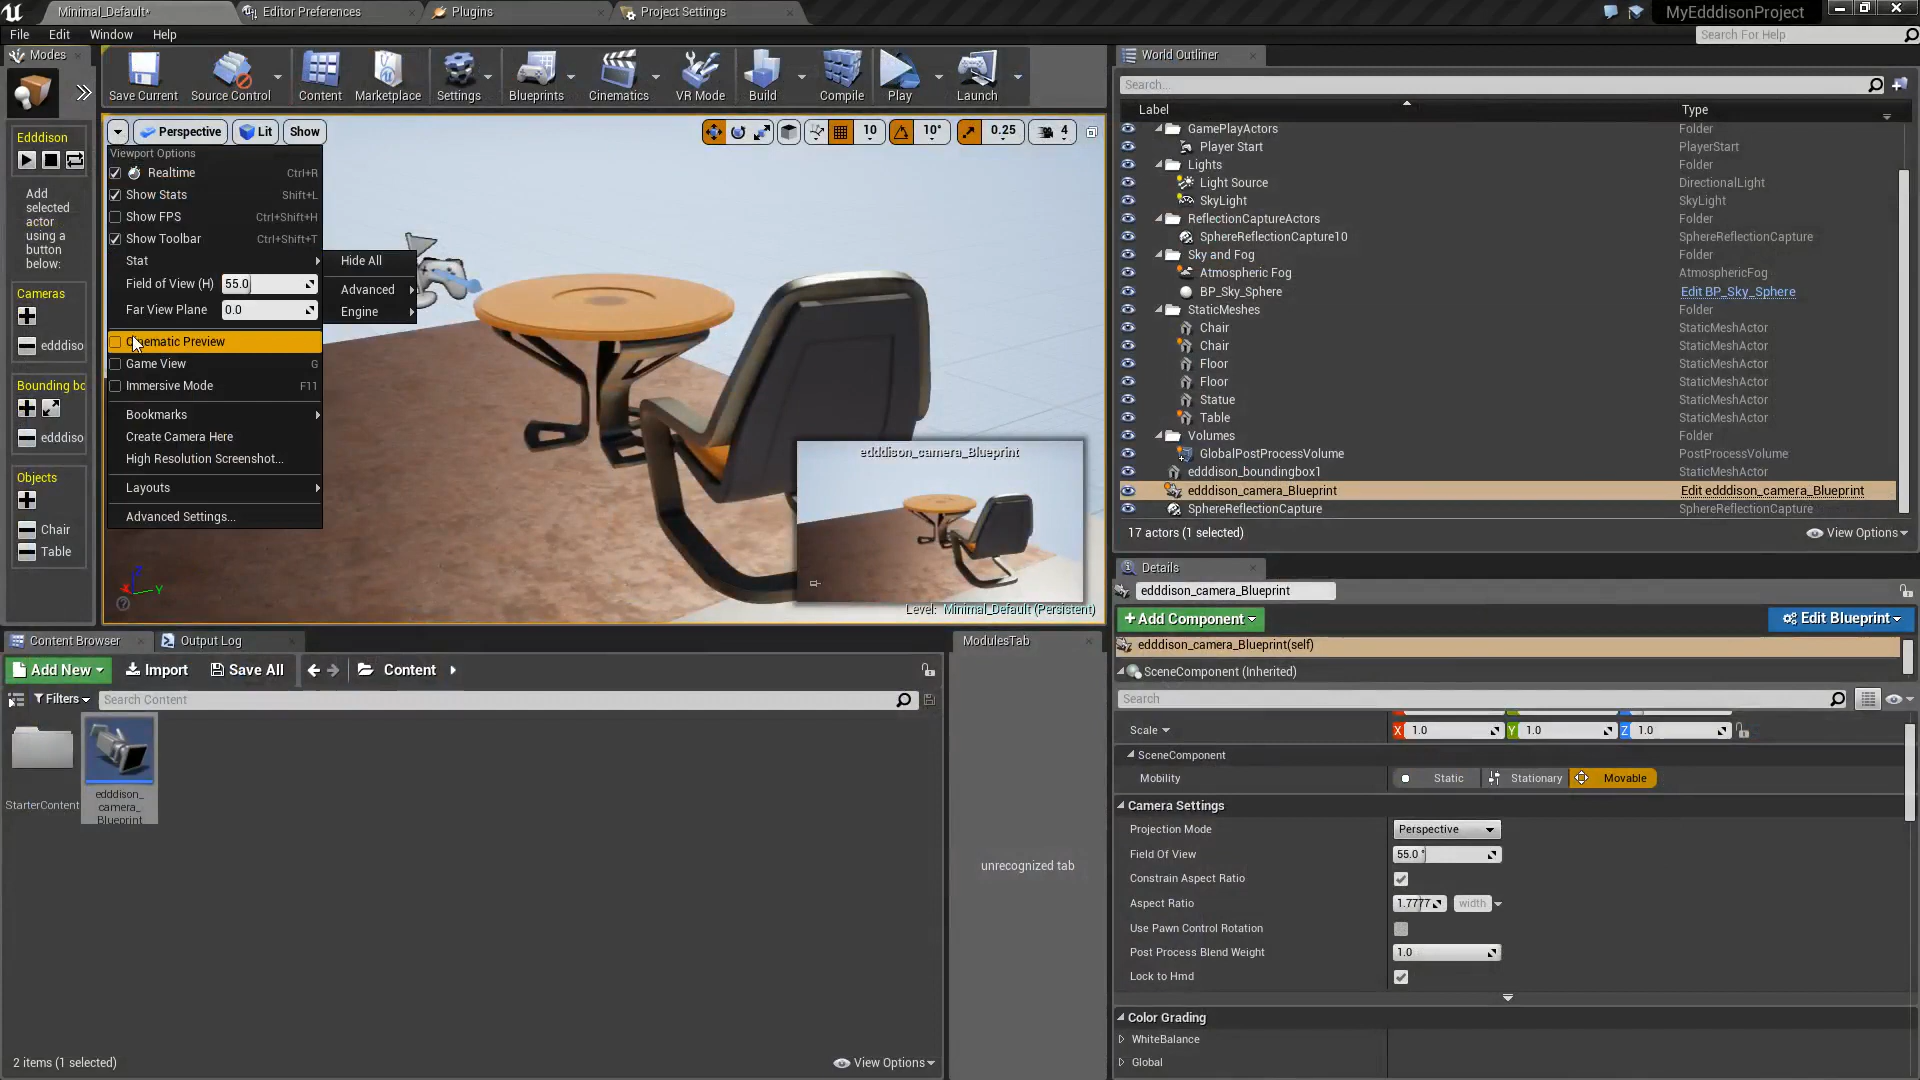 Minimal_Default*
Editor Preferences
Plugins
Project Settings
MyEdddisonProject
File
Edit
Window
Help
Search For Help
Modes
Save Current
Source Control
Content
Marketplace
Settings
Blueprints
Cinematics
VR Mode
Build
Compile
Play
Launch
Edddison
Add
selected
actor
using a
button
below:
Cameras
edddiso
Bounding bo
edddiso
Objects
Chair
Table
Perspective
Lit
Show
10
10°
0.25
4
Viewport Options
Realtime Ctrl+R
Show Stats Shift+L
Show FPS Ctrl+Shift+H
Show Toolbar Ctrl+Shift+T
Stat
Field of View (H) 55.0
Far View Plane 0.0
Cinematic Preview
Game View G
Immersive Mode F11
Bookmarks
Create Camera Here
High Resolution Screenshot...
Layouts
Advanced Settings...
Hide All
Advanced
Engine
edddison_camera_Blueprint
Level: Minimal_Default (Persistent)
X
Y
Z
World Outliner
Search...
Label Type
GamePlayActors Folder
Player Start PlayerStart
Lights Folder
Light Source DirectionalLight
SkyLight SkyLight
ReflectionCaptureActors Folder
SphereReflectionCapture10 SphereReflectionCapture
Sky and Fog Folder
Atmospheric Fog AtmosphericFog
BP_Sky_Sphere Edit BP_Sky_Sphere
StaticMeshes Folder
Chair StaticMeshActor
Chair StaticMeshActor
Floor StaticMeshActor
Floor StaticMeshActor
Statue StaticMeshActor
Table StaticMeshActor
Volumes Folder
GlobalPostProcessVolume PostProcessVolume
edddison_boundingbox1 StaticMeshActor
edddison_camera_Blueprint Edit edddison_camera_Blueprint
SphereReflectionCapture SphereReflectionCapture
17 actors (1 selected)
View Options
Details
edddison_camera_Blueprint
Add Component
Edit Blueprint
edddison_camera_Blueprint(self)
SceneComponent (Inherited)
Search
Scale X 1.0 Y 1.0 Z 1.0
SceneComponent
Mobility Static Stationary Movable
Camera Settings
Projection Mode Perspective
Field Of View 55.0 °
Constrain Aspect Ratio
Aspect Ratio 1.7777 width
Use Pawn Control Rotation
Post Process Blend Weight 1.0
Lock to Hmd
Color Grading
WhiteBalance
Global
Content Browser
Output Log
Add New
Import
Save All
Content
Filters
Search Content
StarterContent
edddison_
camera_
Blueprint
2 items (1 selected)
View Options
ModulesTab
unrecognized tab